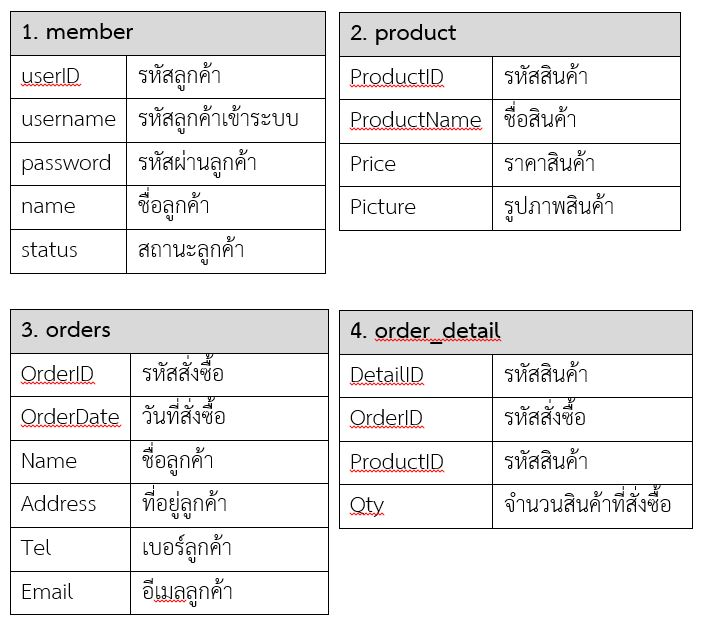 1. member
userID รหัสลูกค้า
username รหัสลูกค้าเข้าระบบ
password รหัสผ่านลูกค้า
name ชื่อลูกค้า
status สถานะลูกค้า
2. product
ProductID รหัสสินค้า
ProductName ชื่อสินค้า
Price ราคาสินค้า
Picture รูปภาพสินค้า
3. orders
OrderID รหัสสั่งซื้อ
OrderDate วันที่สั่งซื้อ
Name ชื่อลูกค้า
Address ที่อยู่ลูกค้า
Tel เบอร์ลูกค้า
Email อีเมลลูกค้า
4. order_detail
DetailID รหัสสินค้า
OrderID รหัสสั่งซื้อ
ProductID รหัสสินค้า
Qty จำนวนสินค้าที่สั่งซื้อ